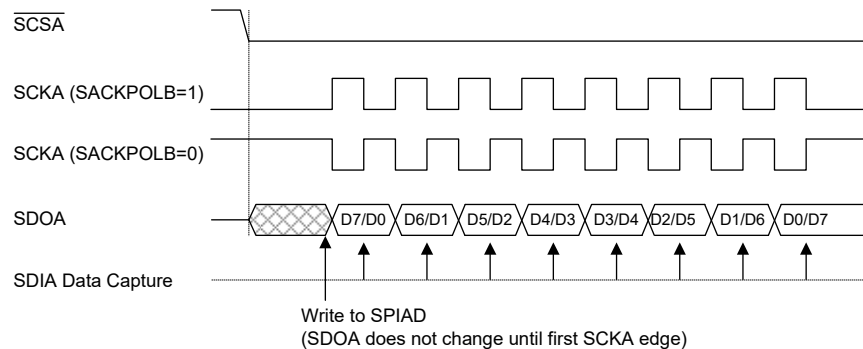 SCSA
SCKA (SACKPOLB=1)
SCKA (SACKPOLB=0)
SDOA
D7/D0 D6/D1 D5/D2 D4/D3 D3/D4 D2/D5 D1/D6 D0/D7
SDIA Data Capture
Write to SPIAD
(SDOA does not change until first SCKA edge)